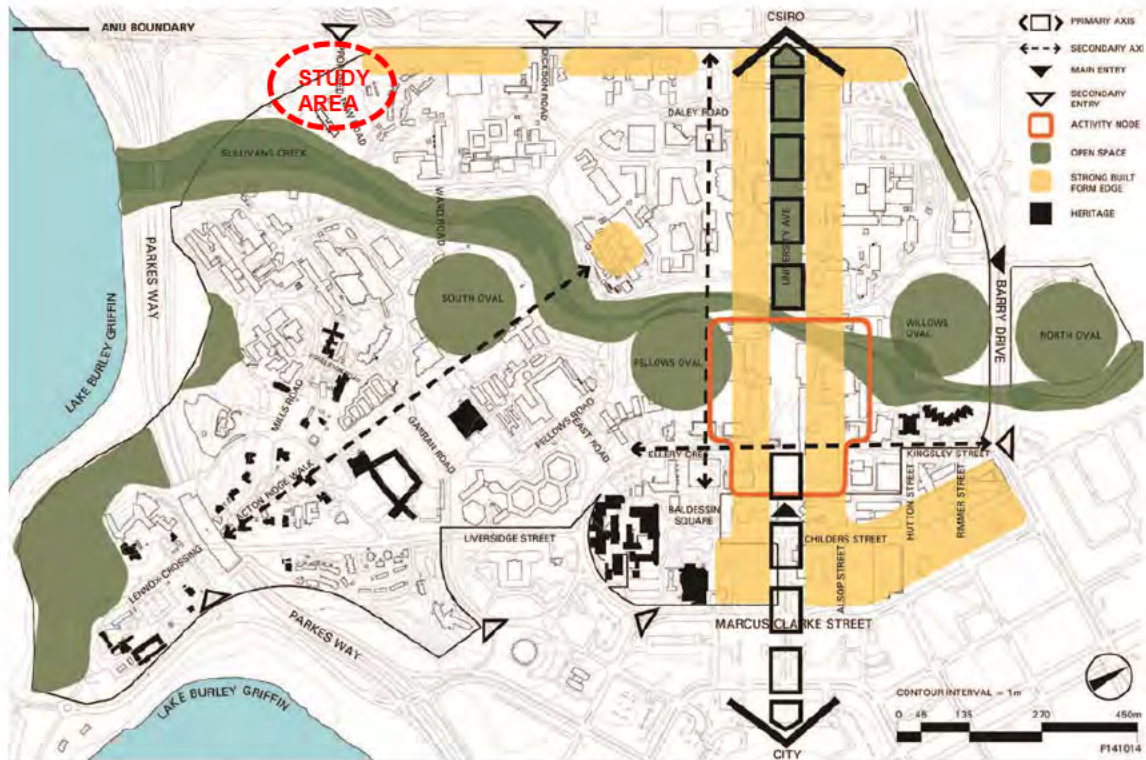 ANU BOUNDARY
CSIRO
PRIMARY AXIS
SECONDARY AXI
MAIN ENTRY
SECONDARY
ENTRY
ACTIVITY NODE
OPEN SPACE
STRONG BUILT
FORM EDGE
HERITAGE
STUDY
AREA
DICKSON ROAD
DALEY ROAD
SULLIVANS CREEK
WARD ROAD
UNIVERSITY AVE
PARKES WAY
LAKE BURLEY GRIFFIN
SOUTH OVAL
FELLOWS OVAL
WILLOWS
OVAL
NORTH OVAL
BARRY DRIVE
MILLS ROAD
GARRAN ROAD
FELLOWS ROAD
EAST ROAD
ELLERY CRES
KINGSLEY STREET
ACTON RIDGE WALK
BALDESSIN
SQUARE
HUTTON STREET
RIMMER STREET
LIVERSIDGE STREET
CHILDERS STREET
ALSOP STREET
LENNOX CROSSING
MARCUS CLARKE STREET
PARKES WAY
LAKE BURLEY GRIFFIN
CITY
CONTOUR INTERVAL = 1m
0 45 135 270 450m
P141014